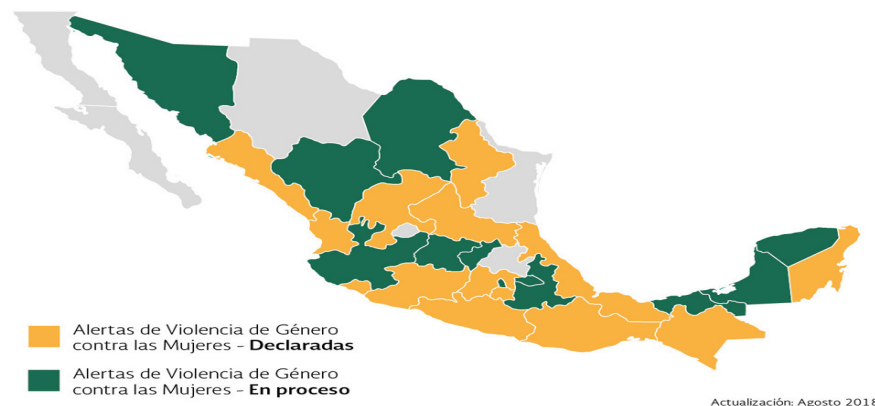 Alertas de Violencia de Género
contra las Mujeres - Declaradas
Alertas de Violencia de Género
contra las Mujeres - En proceso
Actualización: Agosto 2018